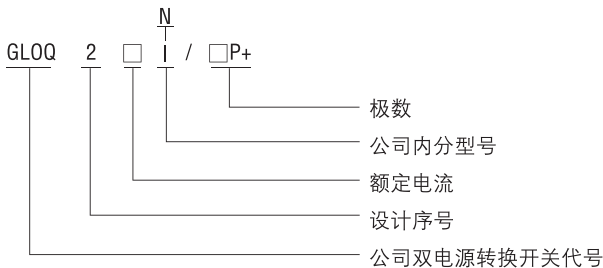 N
GLOQ 2 □ I / □P+
极数
公司内分型号
额定电流
设计序号
公司双电源转换开关代号